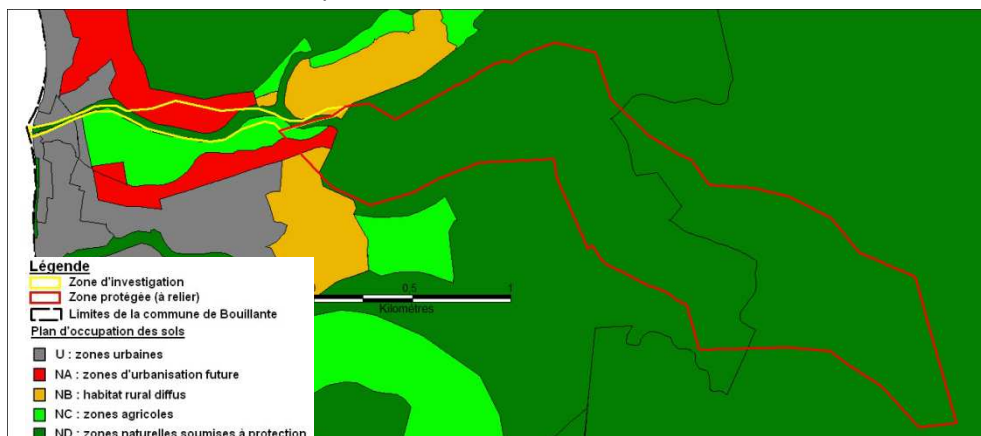 0,5 1
Kilomètres
Légende
Zone d'investigation
Zone protégée (à relier)
Limites de la commune de Bouillante
Plan d'occupation des sols
U : zones urbaines
NA : zones d'urbanisation future
NB : habitat rural diffus
NC : zones agricoles
ND : zones naturelles soumises à protection